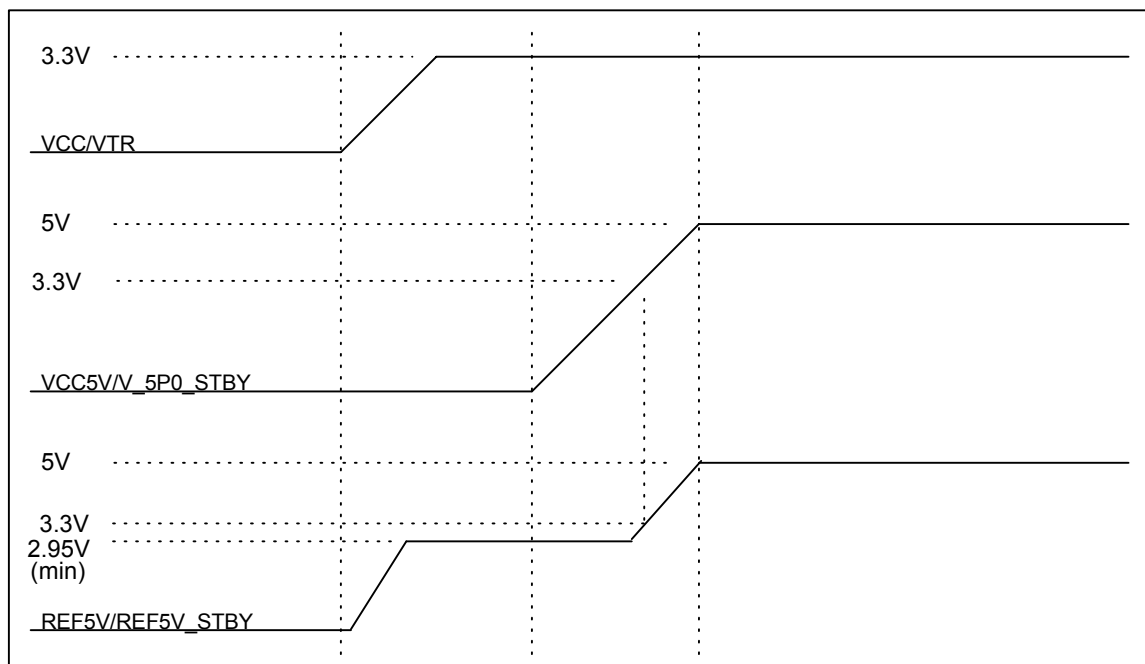 3.3V
VCC/VTR
5V
3.3V
VCC5V/V_5P0_STBY
5V
3.3V
2.95V
(min)
REF5V/REF5V_STBY